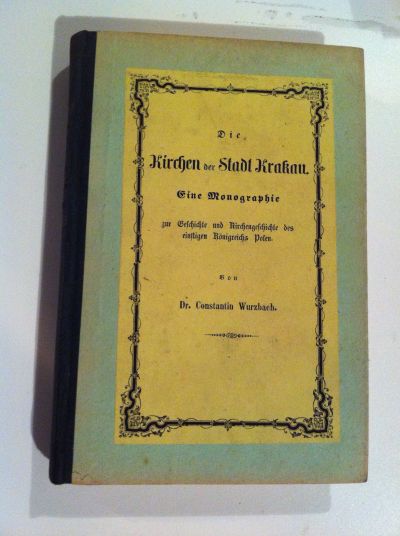 Die
Kirchen der Stadt Krakau.
Eine Monographie
zur Geschichte und Kirchengeschichte des
einstigen Königreichs Polen.
Von
Dr. Constantin Wurzbach.